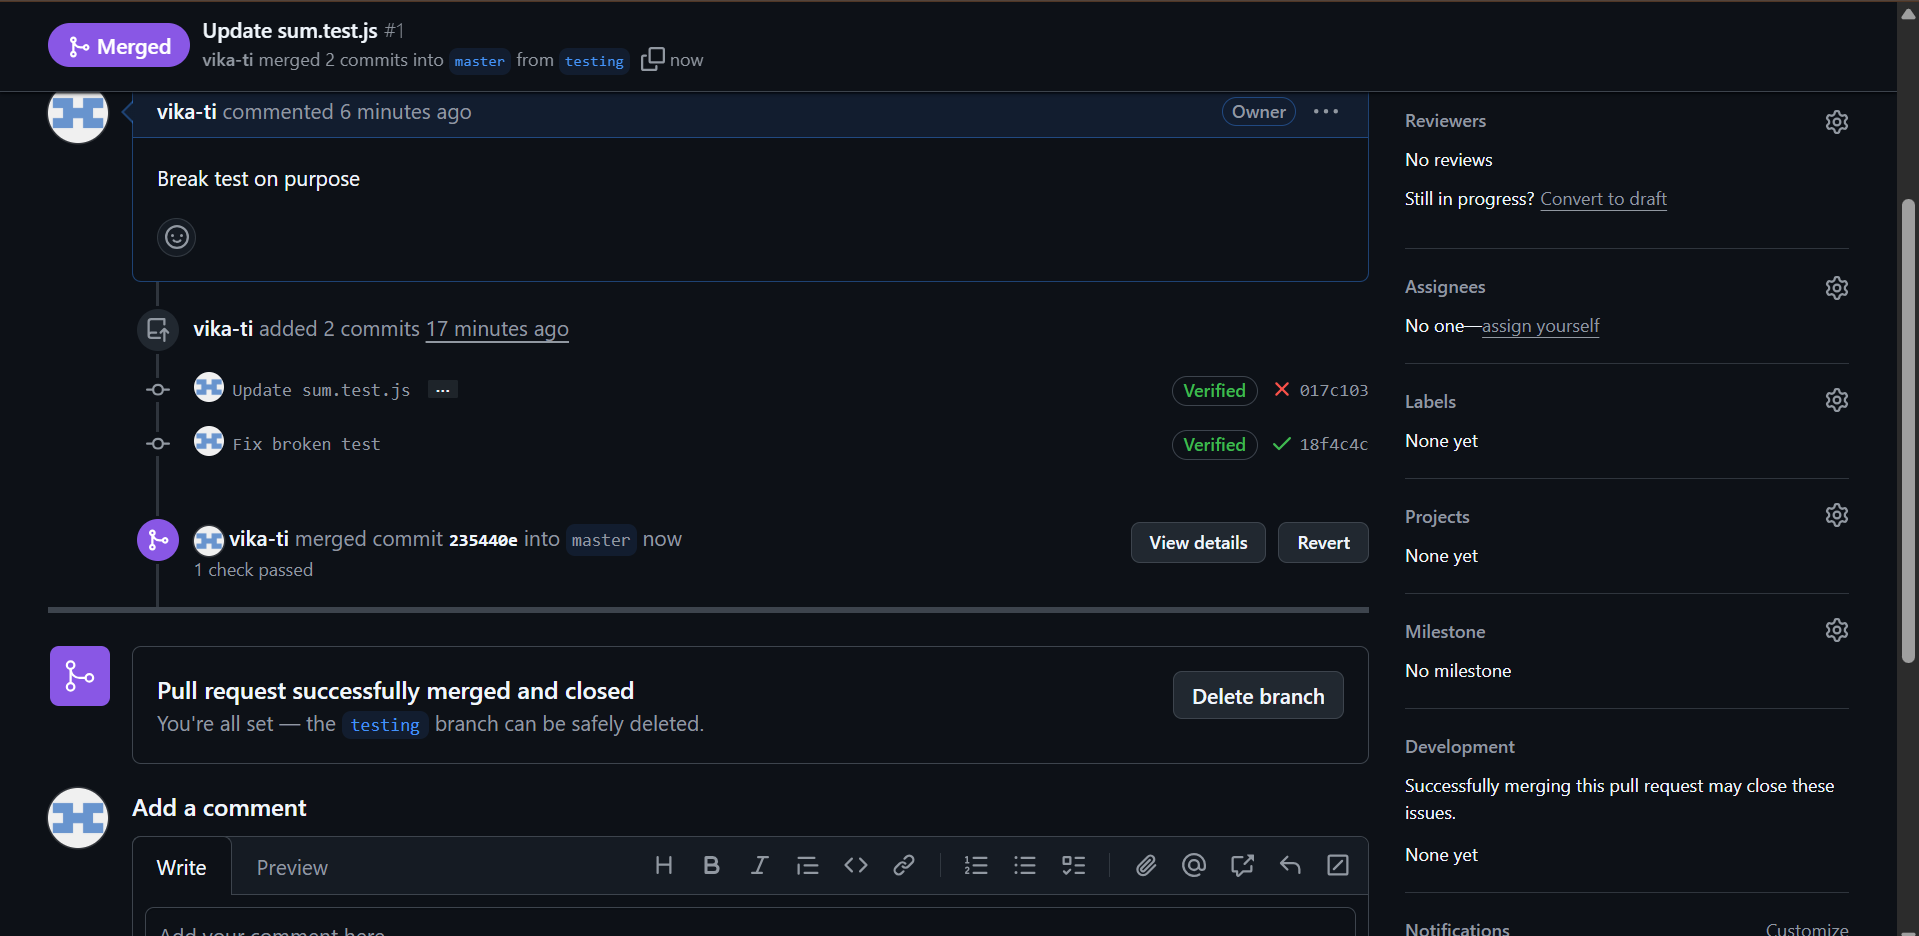 Merged
Update sum.test.js #1
vika-ti merged 2 commits into master from testing now
vika-ti commented 6 minutes ago
Owner
Break test on purpose
vika-ti added 2 commits 17 minutes ago
Update sum.test.js ...
Verified 017c103
Fix broken test
Verified 18f4c4c
vika-ti merged commit 235440e into master now
1 check passed
View details
Revert
Pull request successfully merged and closed
You're all set — the testing branch can be safely deleted.
Delete branch
Add a comment
Write
Preview
Add your comment here
Reviewers
No reviews
Still in progress? Convert to draft
Assignees
No one—assign yourself
Labels
None yet
Projects
None yet
Milestone
No milestone
Development
Successfully merging this pull request may close these
issues.
None yet
Notifications
Customize